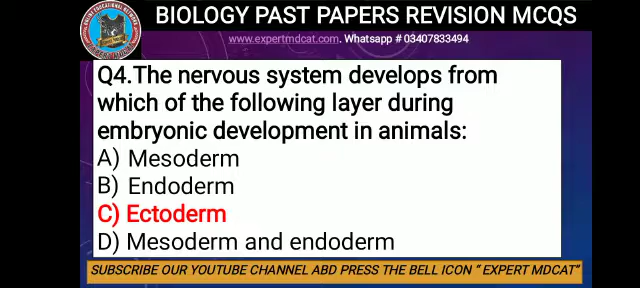 BIOLOGY PAST PAPERS REVISION MCQS
www.expertmdcat.com. Whatsapp # 03407833494
Q4.The nervous system develops from
which of the following layer during
embryonic development in animals:
A) Mesoderm
B) Endoderm
C) Ectoderm
D) Mesoderm and endoderm
SUBSCRIBE OUR YOUTUBE CHANNEL ABD PRESS THE BELL ICON “ EXPERT MDCAT”